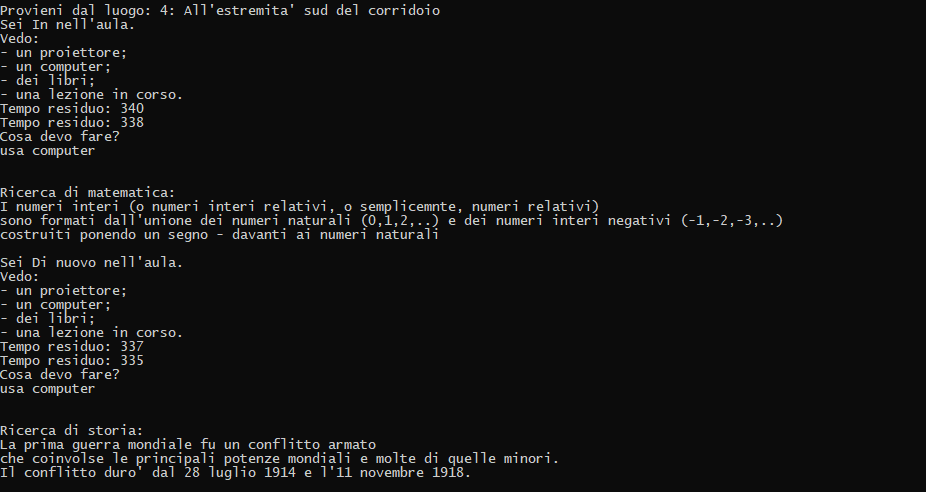 Provieni dal luogo: 4: All'estremita' sud del corridoio
Sei In nell'aula.
Vedo:
- un proiettore;
- un computer;
- dei libri;
- una lezione in corso.
Tempo residuo: 340
Tempo residuo: 338
Cosa devo fare?
usa computer
Ricerca di matematica:
I numeri interi (o numeri interi relativi, o semplicemnte, numeri relativi)
sono formati dall'unione dei numeri naturali (0,1,2,..) e dei numeri interi negativi (-1,-2,-3,..)
costruiti ponendo un segno - davanti ai numeri naturali
Sei Di nuovo nell'aula.
Vedo:
- un proiettore;
- un computer;
- dei libri;
- una lezione in corso.
Tempo residuo: 337
Tempo residuo: 335
Cosa devo fare?
usa computer
Ricerca di storia:
La prima guerra mondiale fu un conflitto armato
che coinvolse le principali potenze mondiali e molte di quelle minori.
Il conflitto duro' dal 28 luglio 1914 e l'11 novembre 1918.